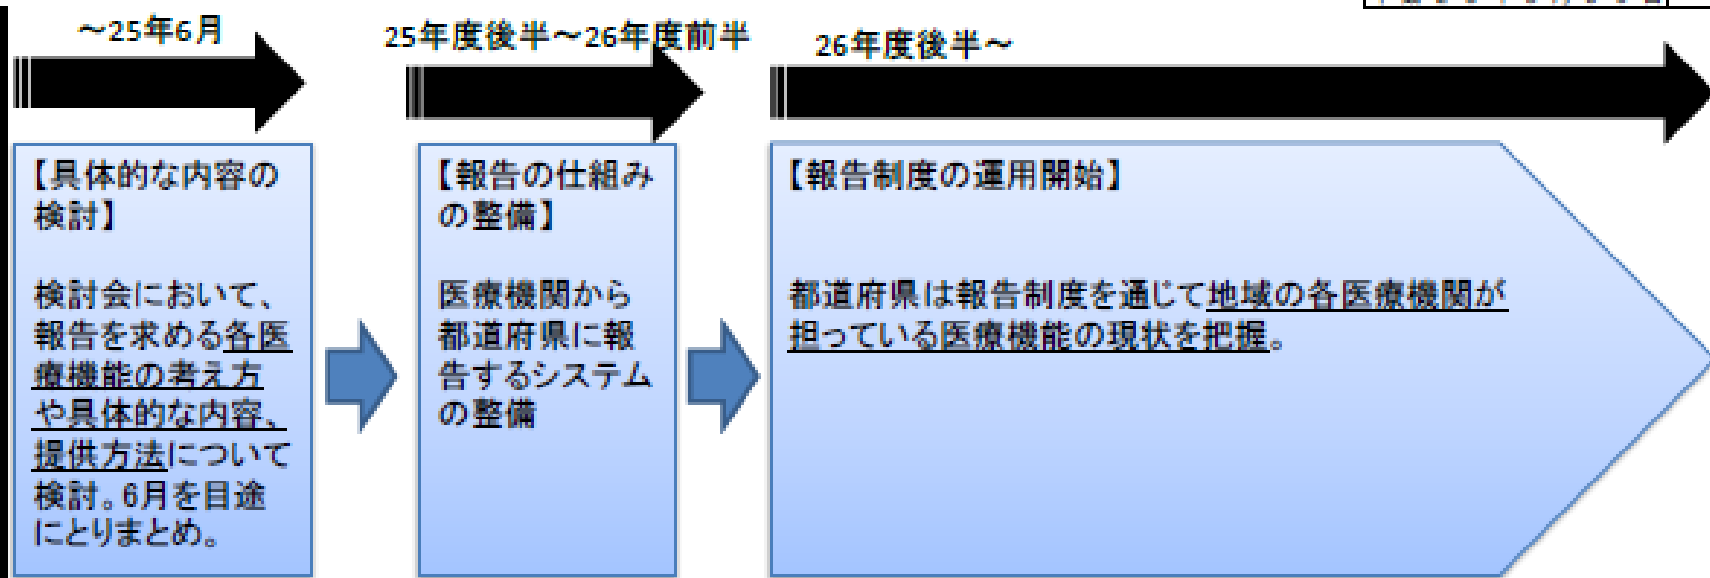 ～25年6月
25年度後半～26年度前半
26年度後半～
【具体的な内容の
検討】
検討会において、
報告を求める各医
療機能の考え方
や具体的な内容、
提供方法について
検討。6月を目途
にとりまとめ。
【報告の仕組み
の整備】
医療機関から
都道府県に報
告するシステム
の整備
【報告制度の運用開始】
都道府県は報告制度を通じて地域の各医療機関が
担っている医療機能の現状を把握。